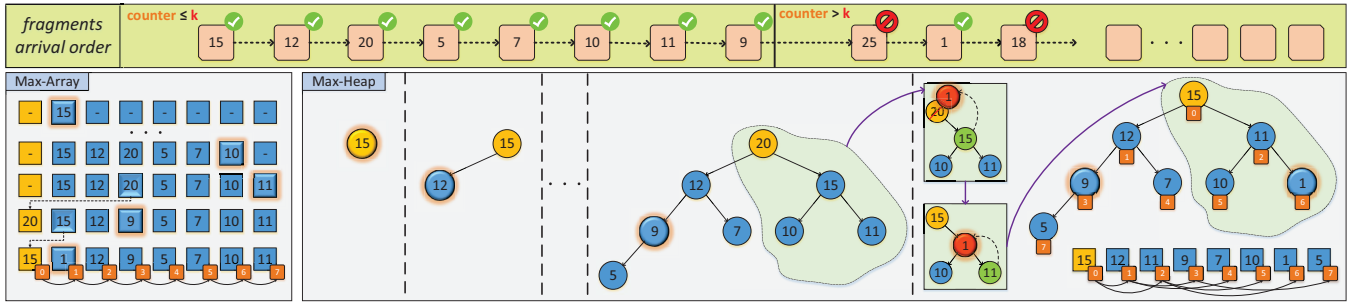 fragments
arrival order
counter ≤ k
15 12 20 5 7 10 11 9
counter > k
25 1 18
. . .
Max-Array
- 15 - - - - - -
. . .
- 15 12 20 5 7 10 -
- 15 12 20 5 7 10 11
20 15 12 9 5 7 10 11
15 1 12 9 5 7 10 11
0 1 2 3 4 5 6 7
Max-Heap
15
15
12
. . .
20
12 15
9 7 10 11
5
1
20
15
10 11
15
1
10 11
15
0
12 11
1 2
9 7 10 1
3 4 5 6
5
7
15 12 11 9 7 10 1 5
0 1 2 3 4 5 6 7